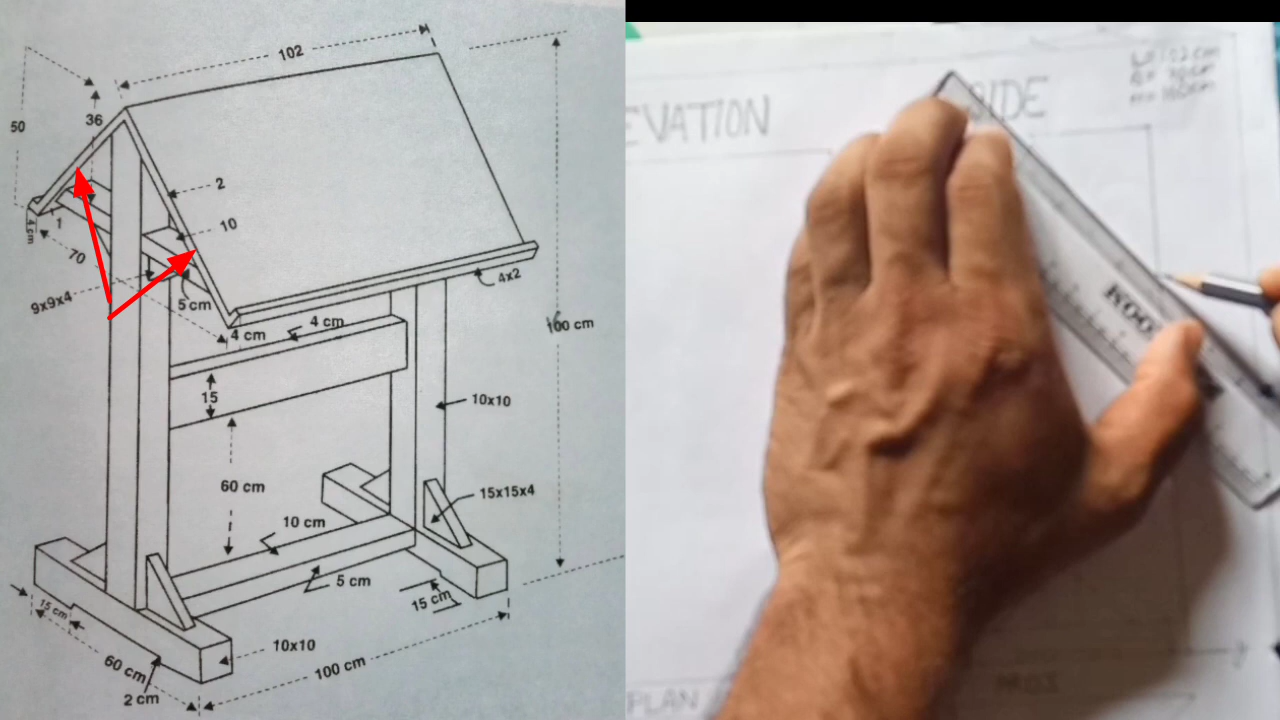 102
50
36
2
10
1
4 cm
70
9x9x4
5 cm
4x2
4 cm
4 cm
100 cm
15
10x10
60 cm
15x15x4
10 cm
5 cm
15 cm
15 cm
10x10
60 cm
100 cm
2 cm
EVATION
SIDE
PLAN